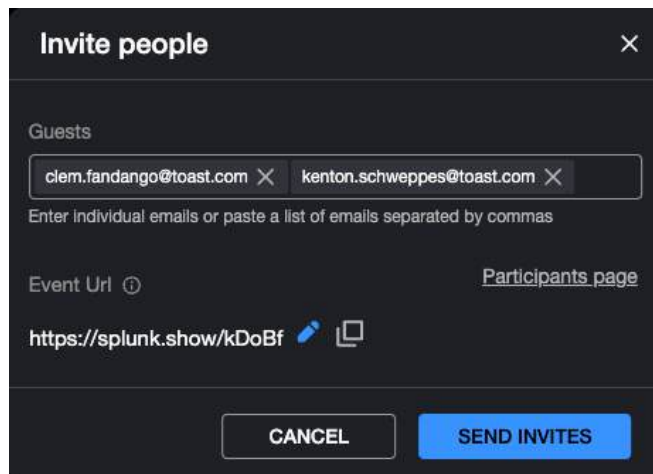 Invite people
Guests
clem.fandango@toast.com kenton.schweppes@toast.com
Enter individual emails or paste a list of emails separated by commas
Event Url
Participants page
https://splunk.show/kDoBf
CANCEL
SEND INVITES